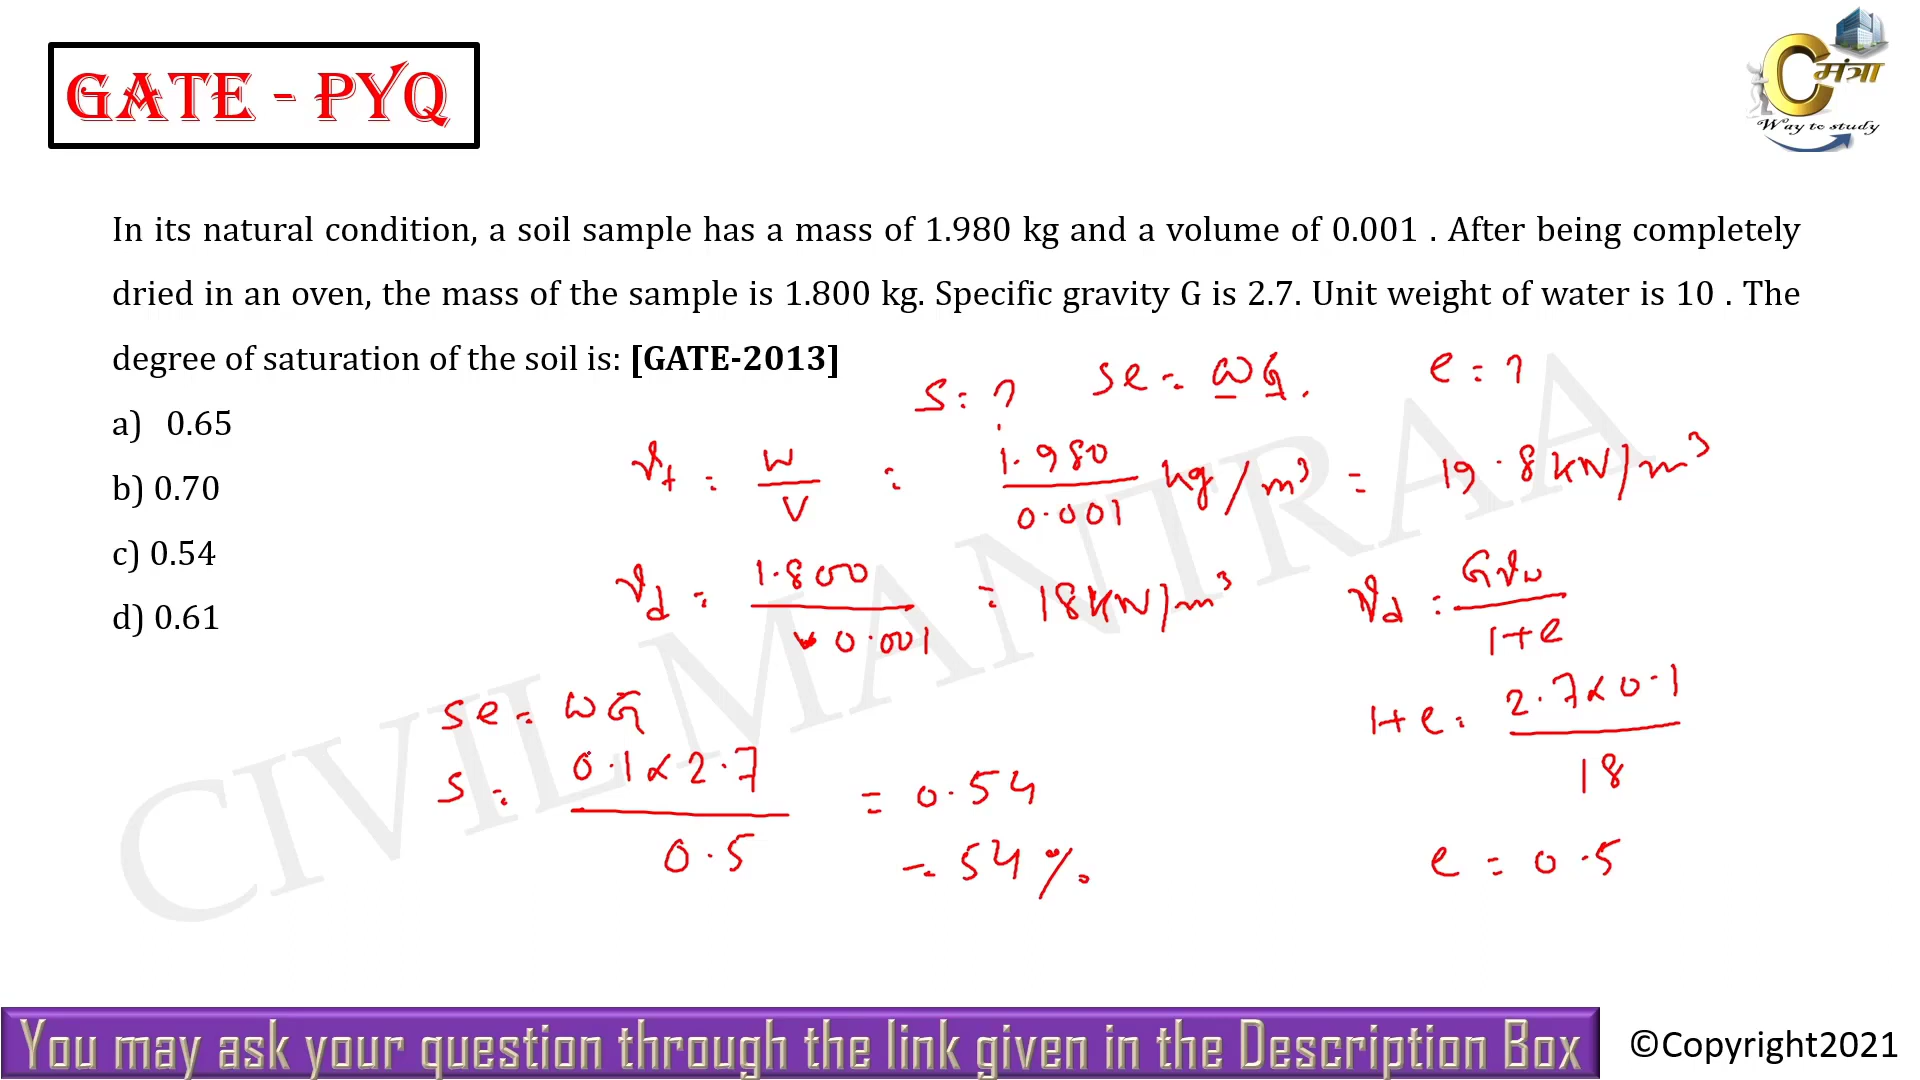 GATE - PYQ
C मंत्रा
Way to study
In its natural condition, a soil sample has a mass of 1.980 kg and a volume of 0.001 . After being completely
dried in an oven, the mass of the sample is 1.800 kg. Specific gravity G is 2.7. Unit weight of water is 10 . The
degree of saturation of the soil is: [GATE-2013]
S = ? Se = ωG. e = ?
a) 0.65
γt = W/V = 1.980/0.001 kg/m³ = 19.8 kN/m³
b) 0.70
c) 0.54
γd = 1.800/0.001 = 18 kN/m³ γd = Gγω/1+e
d) 0.61
Se = ωG 1+e = 2.7×0.1/18
S = 0.1×2.7/0.5 = 0.54
= 54% e = 0.5
CIVIL MANTRAA
You may ask your question through the link given in the Description Box
©Copyright2021